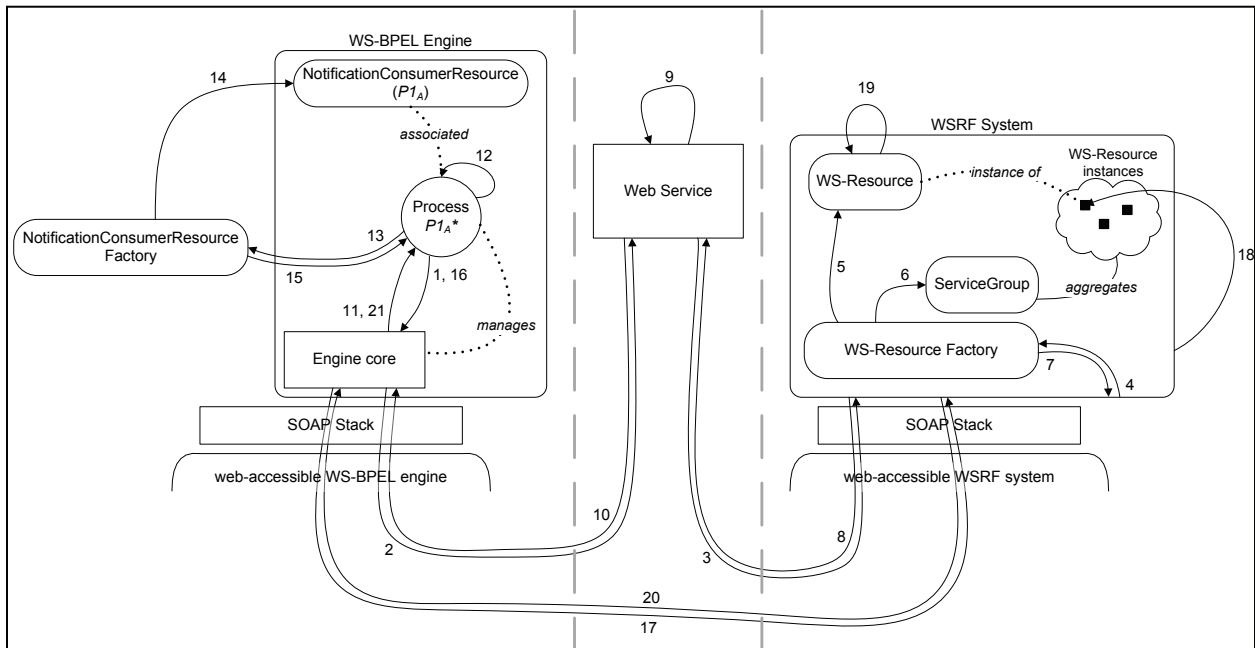 WS-BPEL Engine
NotificationConsumerResource
(P1A)
associated
12
14
Process
P1A*
NotificationConsumerResource
Factory
13
15
1, 16
11, 21
manages
Engine core
SOAP Stack
web-accessible WS-BPEL engine
2
10
9
Web Service
3
8
20
17
WSRF System
19
WS-Resource
instance of
WS-Resource
instances
5
6
ServiceGroup
aggregates
18
WS-Resource Factory
7
4
SOAP Stack
web-accessible WSRF system